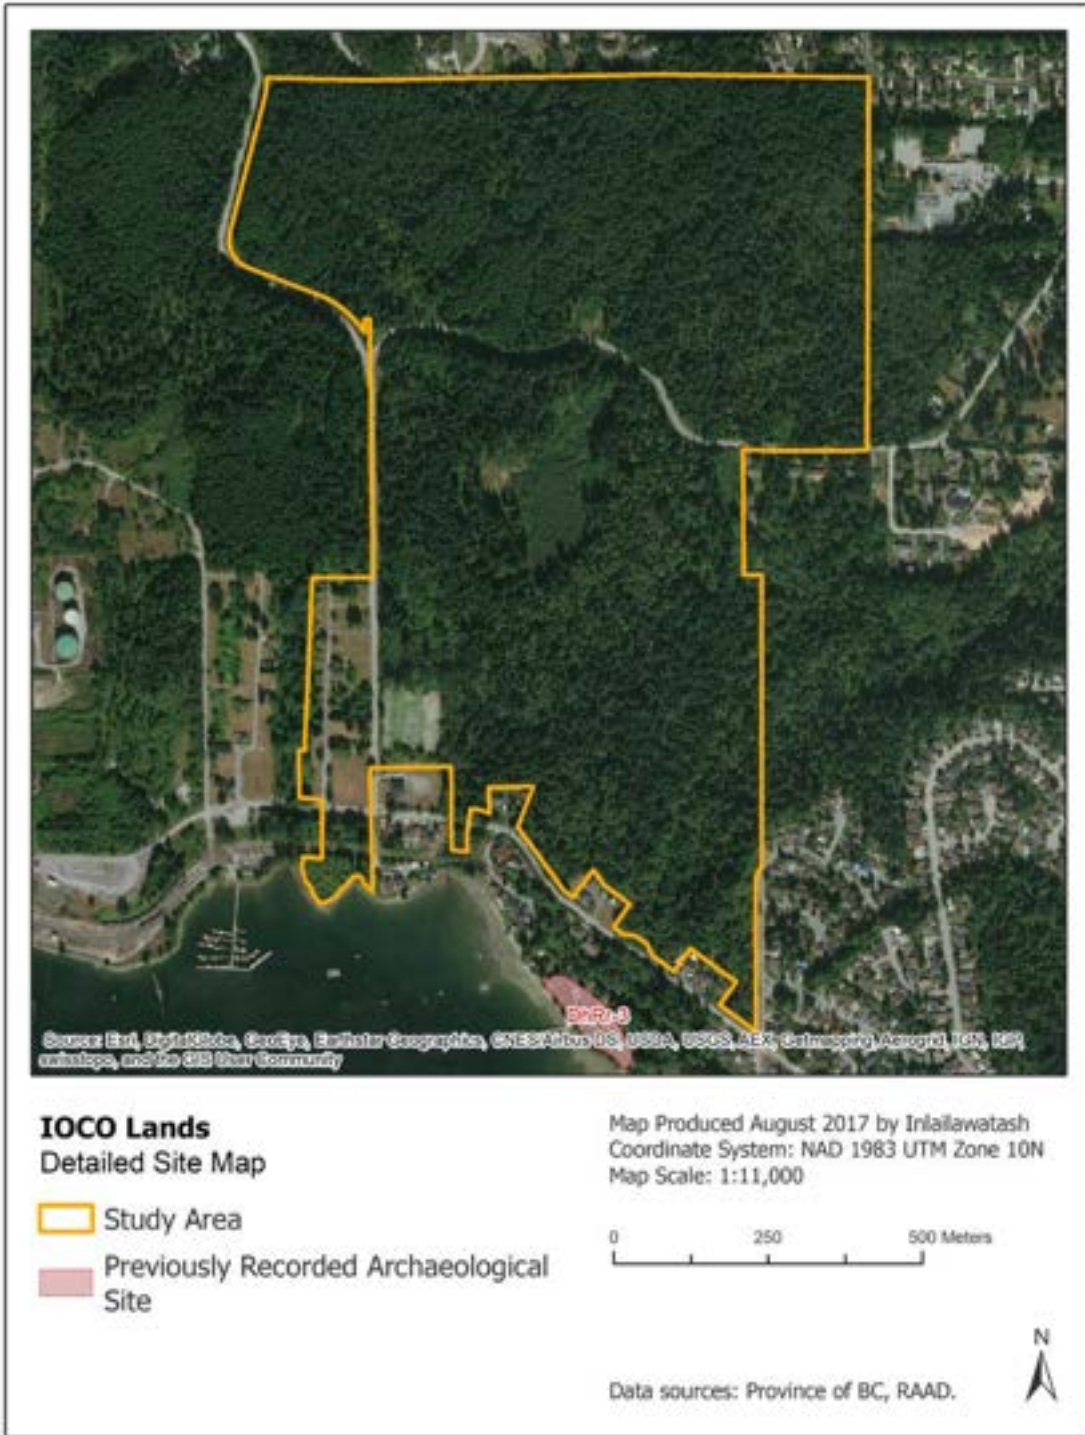 DhRr-3
Source: Esri, DigitalGlobe, GeoEye, Earthstar Geographics, CNES/Airbus DS, USDA, USGS, AEX, Getmapping, Aerogrid, IGN, IGP,
swisstopo, and the GIS User Community
IOCO Lands
Detailed Site Map
Study Area
Previously Recorded Archaeological
Site
Map Produced August 2017 by Inlailawatash
Coordinate System: NAD 1983 UTM Zone 10N
Map Scale: 1:11,000
0 250 500 Meters
N
Data sources: Province of BC, RAAD.